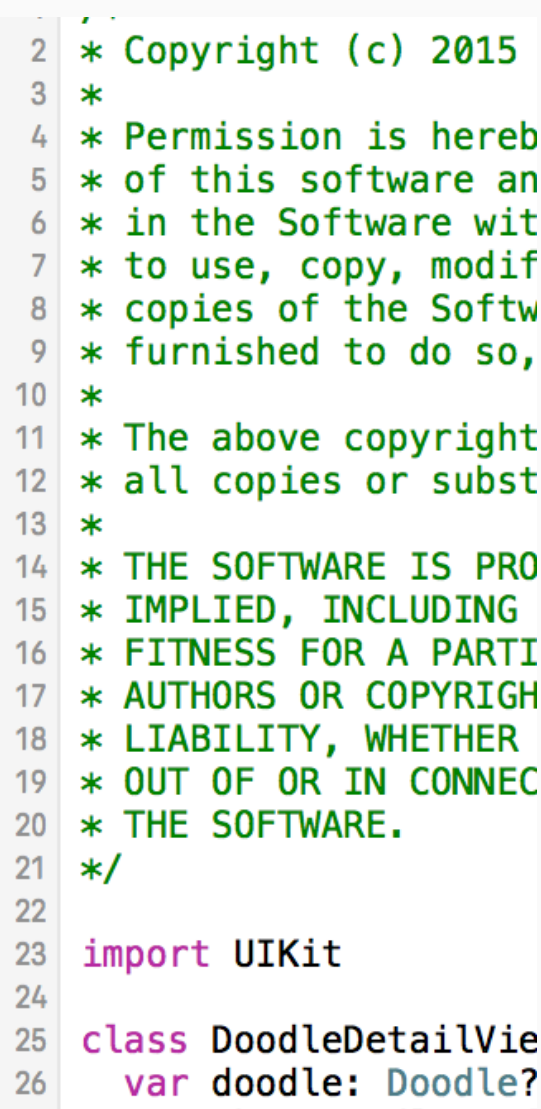 2 * Copyright (c) 2015
3 *
4 * Permission is hereb
5 * of this software an
6 * in the Software wit
7 * to use, copy, modif
8 * copies of the Softw
9 * furnished to do so,
10 *
11 * The above copyright
12 * all copies or subst
13 *
14 * THE SOFTWARE IS PRO
15 * IMPLIED, INCLUDING
16 * FITNESS FOR A PARTI
17 * AUTHORS OR COPYRIGH
18 * LIABILITY, WHETHER
19 * OUT OF OR IN CONNEC
20 * THE SOFTWARE.
21 */
22
23 import UIKit
24
25 class DoodleDetailVie
26 var doodle: Doodle?